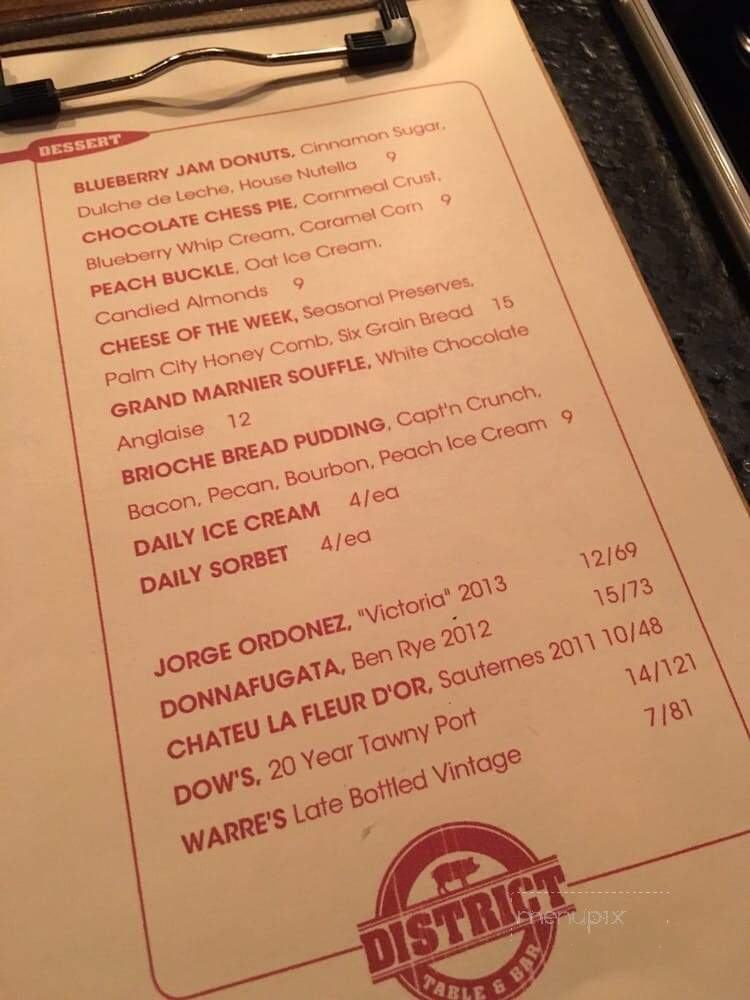 DESSERT
BLUEBERRY JAM DONUTS, Cinnamon Sugar,
Dulche de Leche, House Nutella 9
CHOCOLATE CHESS PIE, Cornmeal Crust,
Blueberry Whip Cream, Caramel Corn 9
PEACH BUCKLE, Oat Ice Cream,
Candied Almonds 9
CHEESE OF THE WEEK, Seasonal Preserves,
Palm City Honey Comb, Six Grain Bread 15
GRAND MARNIER SOUFFLE, White Chocolate
Anglaise 12
BRIOCHE BREAD PUDDING, Capt'n Crunch,
Bacon, Pecan, Bourbon, Peach Ice Cream 9
DAILY ICE CREAM 4/ea
DAILY SORBET 4/ea
JORGE ORDONEZ, "Victoria" 2013 12/69
DONNAFUGATA, Ben Rye 2012 15/73
CHATEU LA FLEUR D'OR, Sauternes 2011 10/48
DOW'S, 20 Year Tawny Port 14/121
WARRE'S Late Bottled Vintage 7/81
DISTRICT
TABLE & BAR
menupix